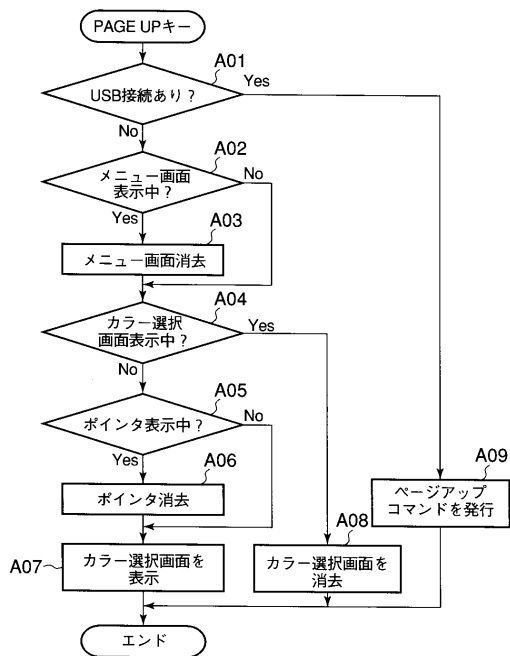 PAGE UPキー
A01
USB接続あり？
Yes
No
A02
メニュー画面
表示中？
No
Yes
A03
メニュー画面消去
A04
カラー選択
画面表示中？
Yes
No
A05
ポインタ表示中？
No
Yes
A06
ポインタ消去
A07
カラー選択画面を
表示
A08
カラー選択画面を
消去
A09
ページアップ
コマンドを発行
エンド